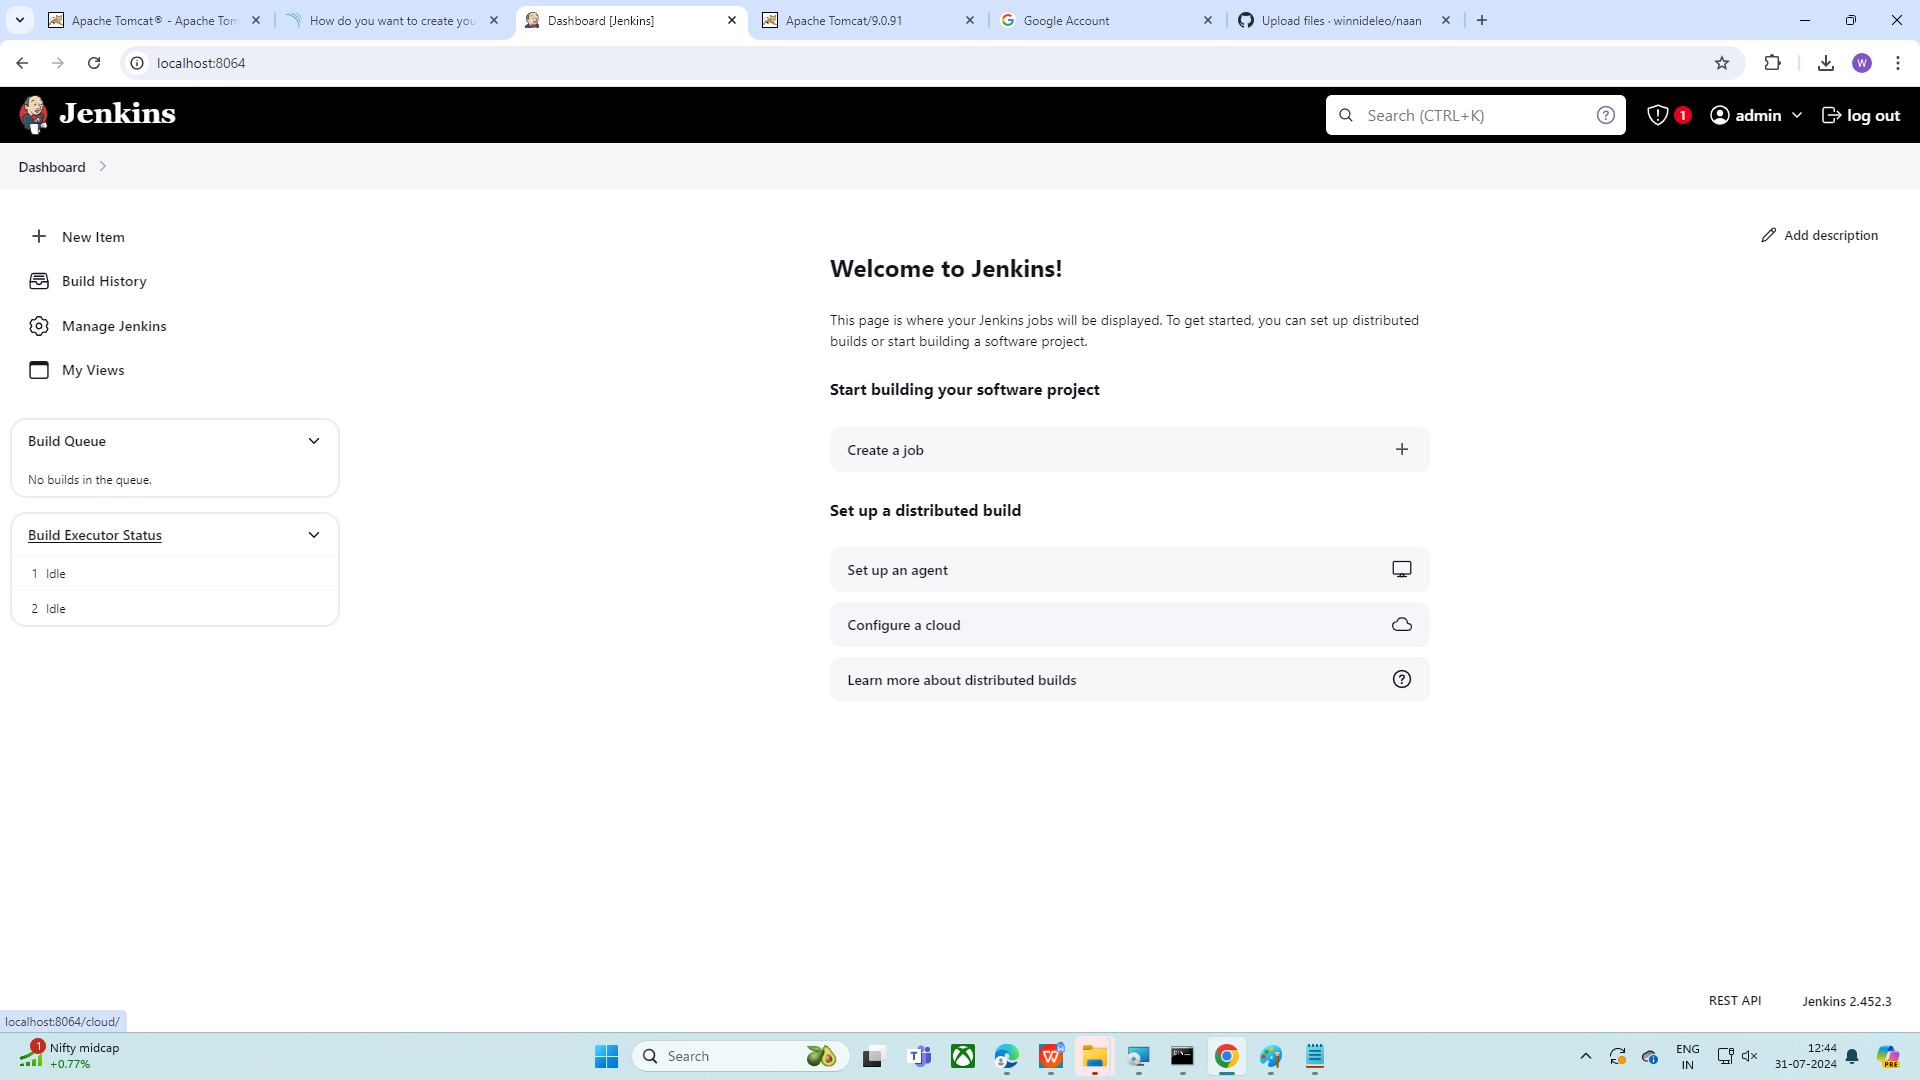 Apache Tomcat® - Apache Tom
How do you want to create you
Dashboard [Jenkins]
Apache Tomcat/9.0.91
Google Account
Upload files · winnideleo/naan
localhost:8064
W
Jenkins
Search (CTRL+K)
1
admin
log out
Dashboard
New Item
Build History
Manage Jenkins
My Views
Build Queue
No builds in the queue.
Build Executor Status
1 Idle
2 Idle
Add description
Welcome to Jenkins!
This page is where your Jenkins jobs will be displayed. To get started, you can set up distributed
builds or start building a software project.
Start building your software project
Create a job
Set up a distributed build
Set up an agent
Configure a cloud
Learn more about distributed builds
REST API
Jenkins 2.452.3
localhost:8064/cloud/
1
Nifty midcap
+0.77%
Search
ENG
IN
12:44
31-07-2024
PRE